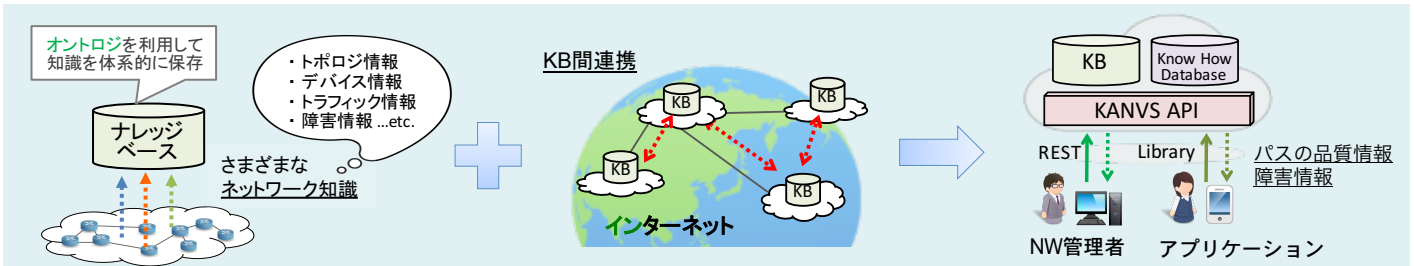 オントロジを利用して
知識を体系的に保存
・トポロジ情報
・デバイス情報
・トラフィック情報
・障害情報 ...etc.
ナレッジ
ベース
さまざまな
ネットワーク知識
KB間連携
KB
KB
KB
KB
インターネット
KB
Know How
Database
KANVS API
REST
Library
パスの品質情報
障害情報
NW管理者
アプリケーション